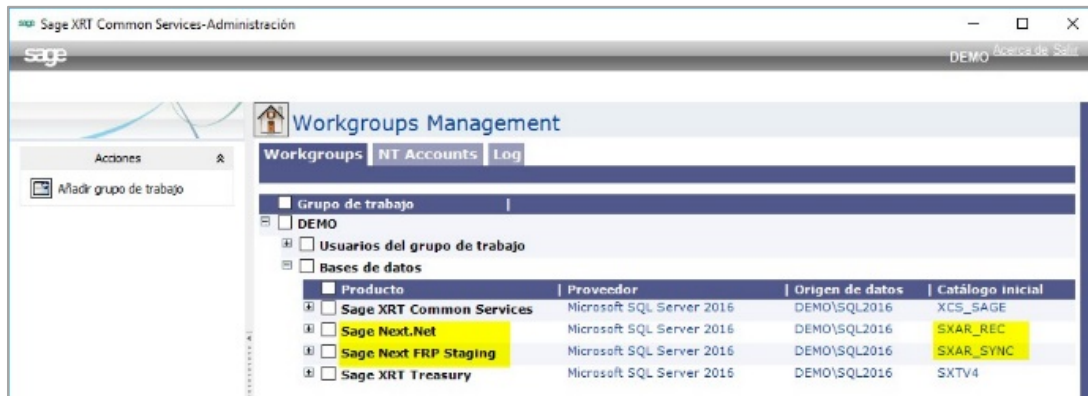 Sage XRT Common Services-Administración
sage
DEMO Acerca de Salir
Workgroups Management
Workgroups NT Accounts Log
Acciones
Añadir grupo de trabajo
Grupo de trabajo
DEMO
Usuarios del grupo de trabajo
Bases de datos
Producto | Proveedor | Origen de datos | Catálogo inicial
Sage XRT Common Services Microsoft SQL Server 2016 DEMO\SQL2016 XCS_SAGE
Sage Next.Net Microsoft SQL Server 2016 DEMO\SQL2016 SXAR_REC
Sage Next FRP Staging Microsoft SQL Server 2016 DEMO\SQL2016 SXAR_SYNC
Sage XRT Treasury Microsoft SQL Server 2016 DEMO\SQL2016 SXTV4